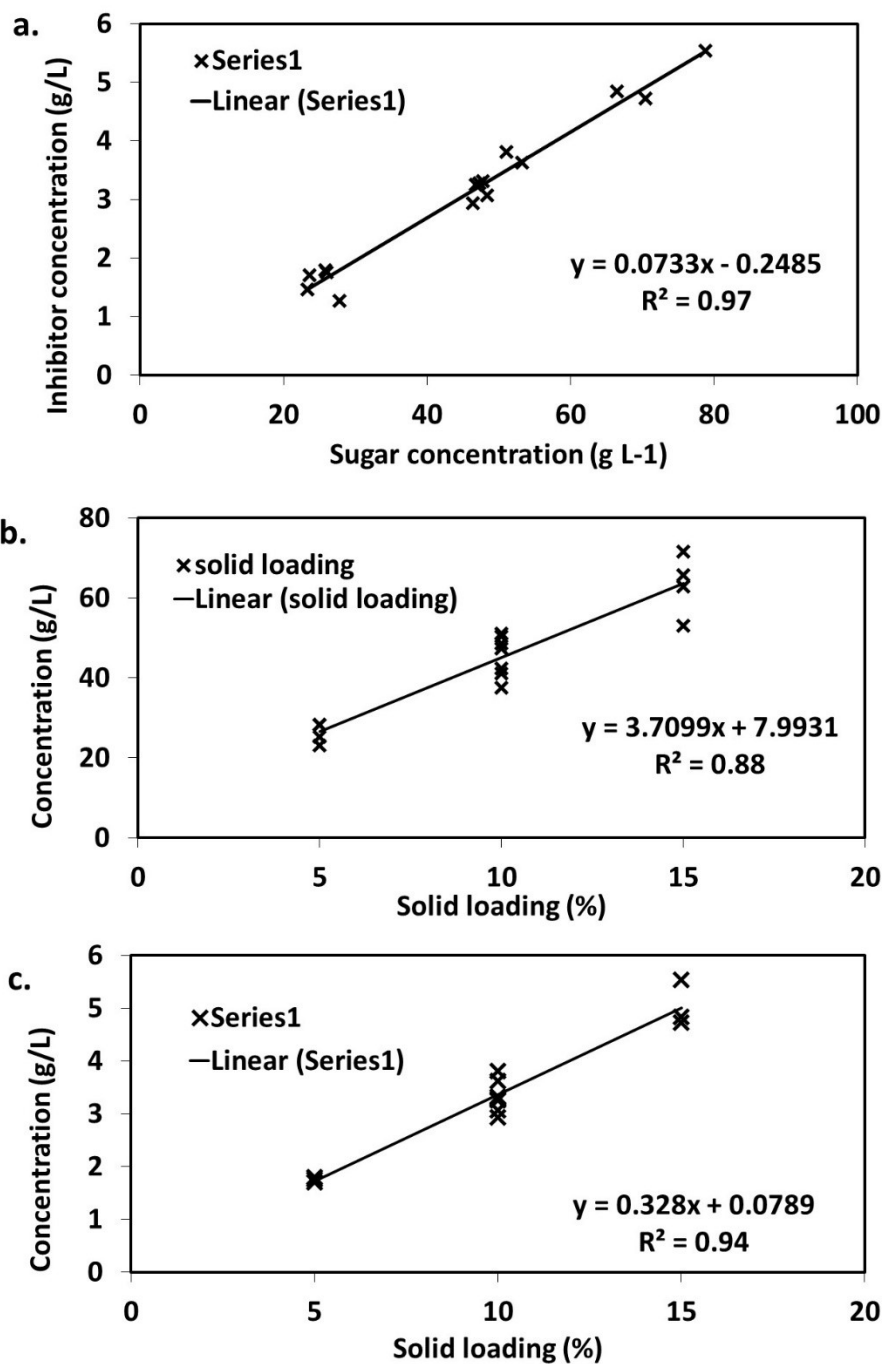 a.
Inhibitor concentration (g/L)
6
5
4
3
2
1
0
×Series1
Linear (Series1)
y = 0.0733x - 0.2485
R² = 0.97
0 20 40 60 80 100
Sugar concentration (g L-1)
b.
Concentration (g/L)
80
60
40
20
0
×solid loading
Linear (solid loading)
y = 3.7099x + 7.9931
R² = 0.88
0 5 10 15 20
Solid loading (%)
c.
Concentration (g/L)
6
5
4
3
2
1
0
×Series1
Linear (Series1)
y = 0.328x + 0.0789
R² = 0.94
0 5 10 15 20
Solid loading (%)